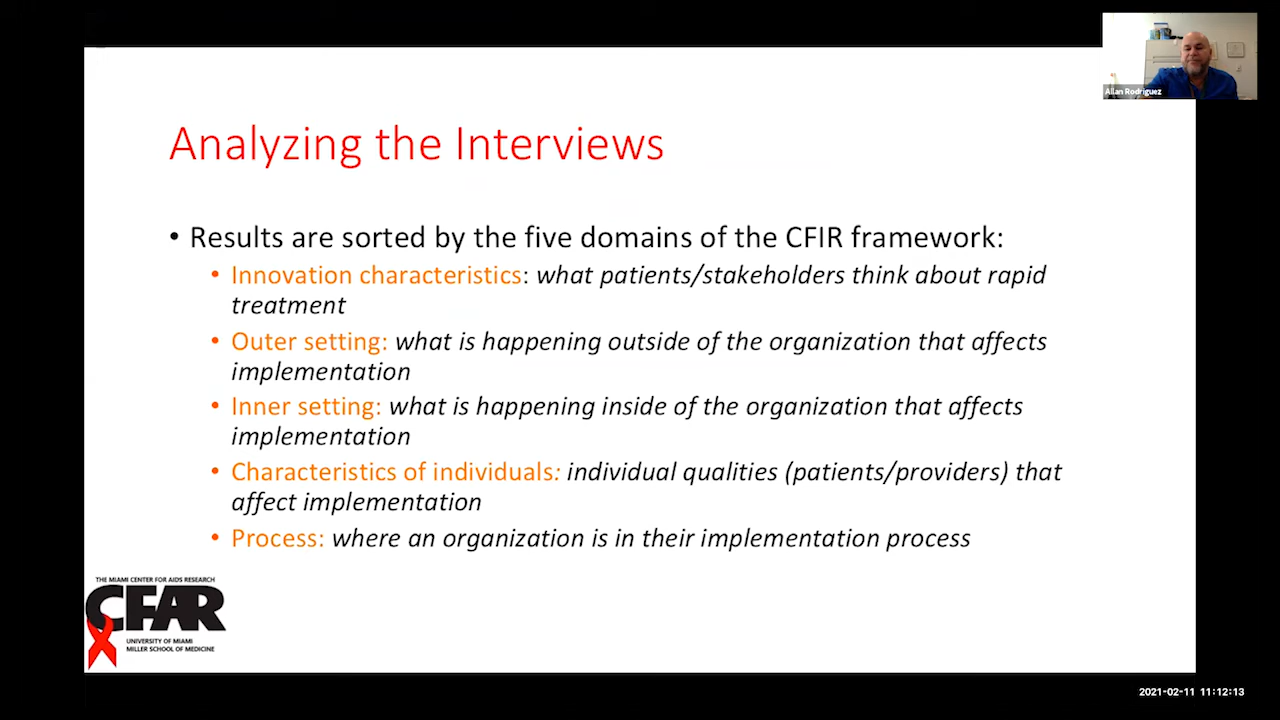 Allan Rodriguez
Analyzing the Interviews
• Results are sorted by the five domains of the CFIR framework:
• Innovation characteristics: what patients/stakeholders think about rapid
treatment
• Outer setting: what is happening outside of the organization that affects
implementation
• Inner setting: what is happening inside of the organization that affects
implementation
• Characteristics of individuals: individual qualities (patients/providers) that
affect implementation
• Process: where an organization is in their implementation process
THE MIAMI CENTER FOR AIDS RESEARCH
CFAR
UNIVERSITY OF MIAMI
MILLER SCHOOL OF MEDICINE
2021-02-11 11:12:13